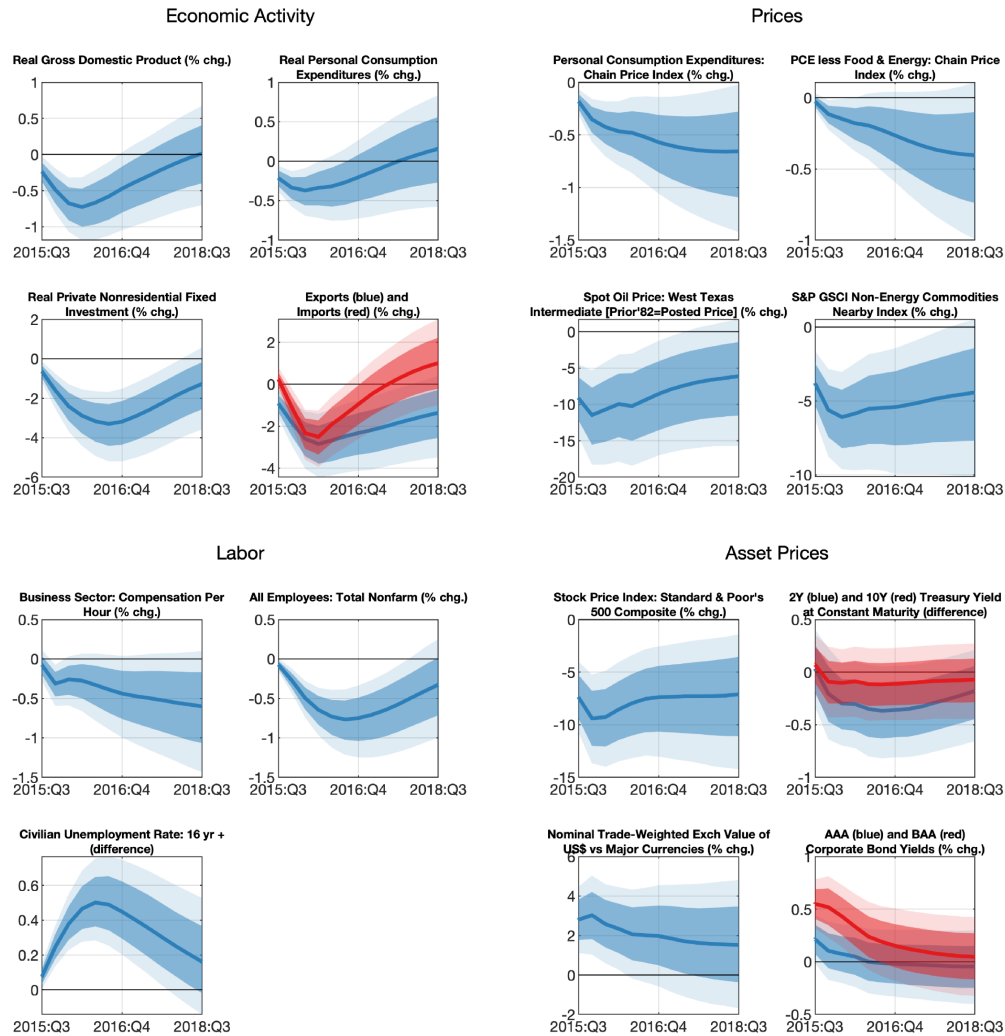 Economic Activity
Prices
Real Gross Domestic Product (% chg.)
1
0.5
0
-0.5
-1
2015:Q3
2016:Q4
2018:Q3
Real Personal Consumption
Expenditures (% chg.)
1
0.5
0
-0.5
-1
2015:Q3
2016:Q4
2018:Q3
Personal Consumption Expenditures:
Chain Price Index (% chg.)
0
-0.5
-1
-1.5
2015:Q3
2016:Q4
2018:Q3
PCE less Food & Energy: Chain Price
Index (% chg.)
0
-0.5
-1
2015:Q3
2016:Q4
2018:Q3
Real Private Nonresidential Fixed
Investment (% chg.)
2
0
-2
-4
-6
2015:Q3
2016:Q4
2018:Q3
Exports (blue) and
Imports (red) (% chg.)
2
0
-2
-4
2015:Q3
2016:Q4
2018:Q3
Spot Oil Price: West Texas
Intermediate [Prior'82=Posted Price] (% chg.)
0
-5
-10
-15
-20
2015:Q3
2016:Q4
2018:Q3
S&P GSCI Non-Energy Commodities
Nearby Index (% chg.)
0
-5
-10
2015:Q3
2016:Q4
2018:Q3
Labor
Asset Prices
Business Sector: Compensation Per
Hour (% chg.)
0.5
0
-0.5
-1
-1.5
2015:Q3
2016:Q4
2018:Q3
All Employees: Total Nonfarm (% chg.)
0.5
0
-0.5
-1
-1.5
2015:Q3
2016:Q4
2018:Q3
Stock Price Index: Standard & Poor's
500 Composite (% chg.)
0
-5
-10
-15
2015:Q3
2016:Q4
2018:Q3
2Y (blue) and 10Y (red) Treasury Yield
at Constant Maturity (difference)
0.5
0
-0.5
-1
2015:Q3
2016:Q4
2018:Q3
Civilian Unemployment Rate: 16 yr +
(difference)
0.6
0.4
0.2
0
2015:Q3
2016:Q4
2018:Q3
Nominal Trade-Weighted Exch Value of
US$ vs Major Currencies (% chg.)
6
4
2
0
-2
2015:Q3
2016:Q4
2018:Q3
AAA (blue) and BAA (red)
Corporate Bond Yields (% chg.)
1
0.5
0
-0.5
2015:Q3
2016:Q4
2018:Q3